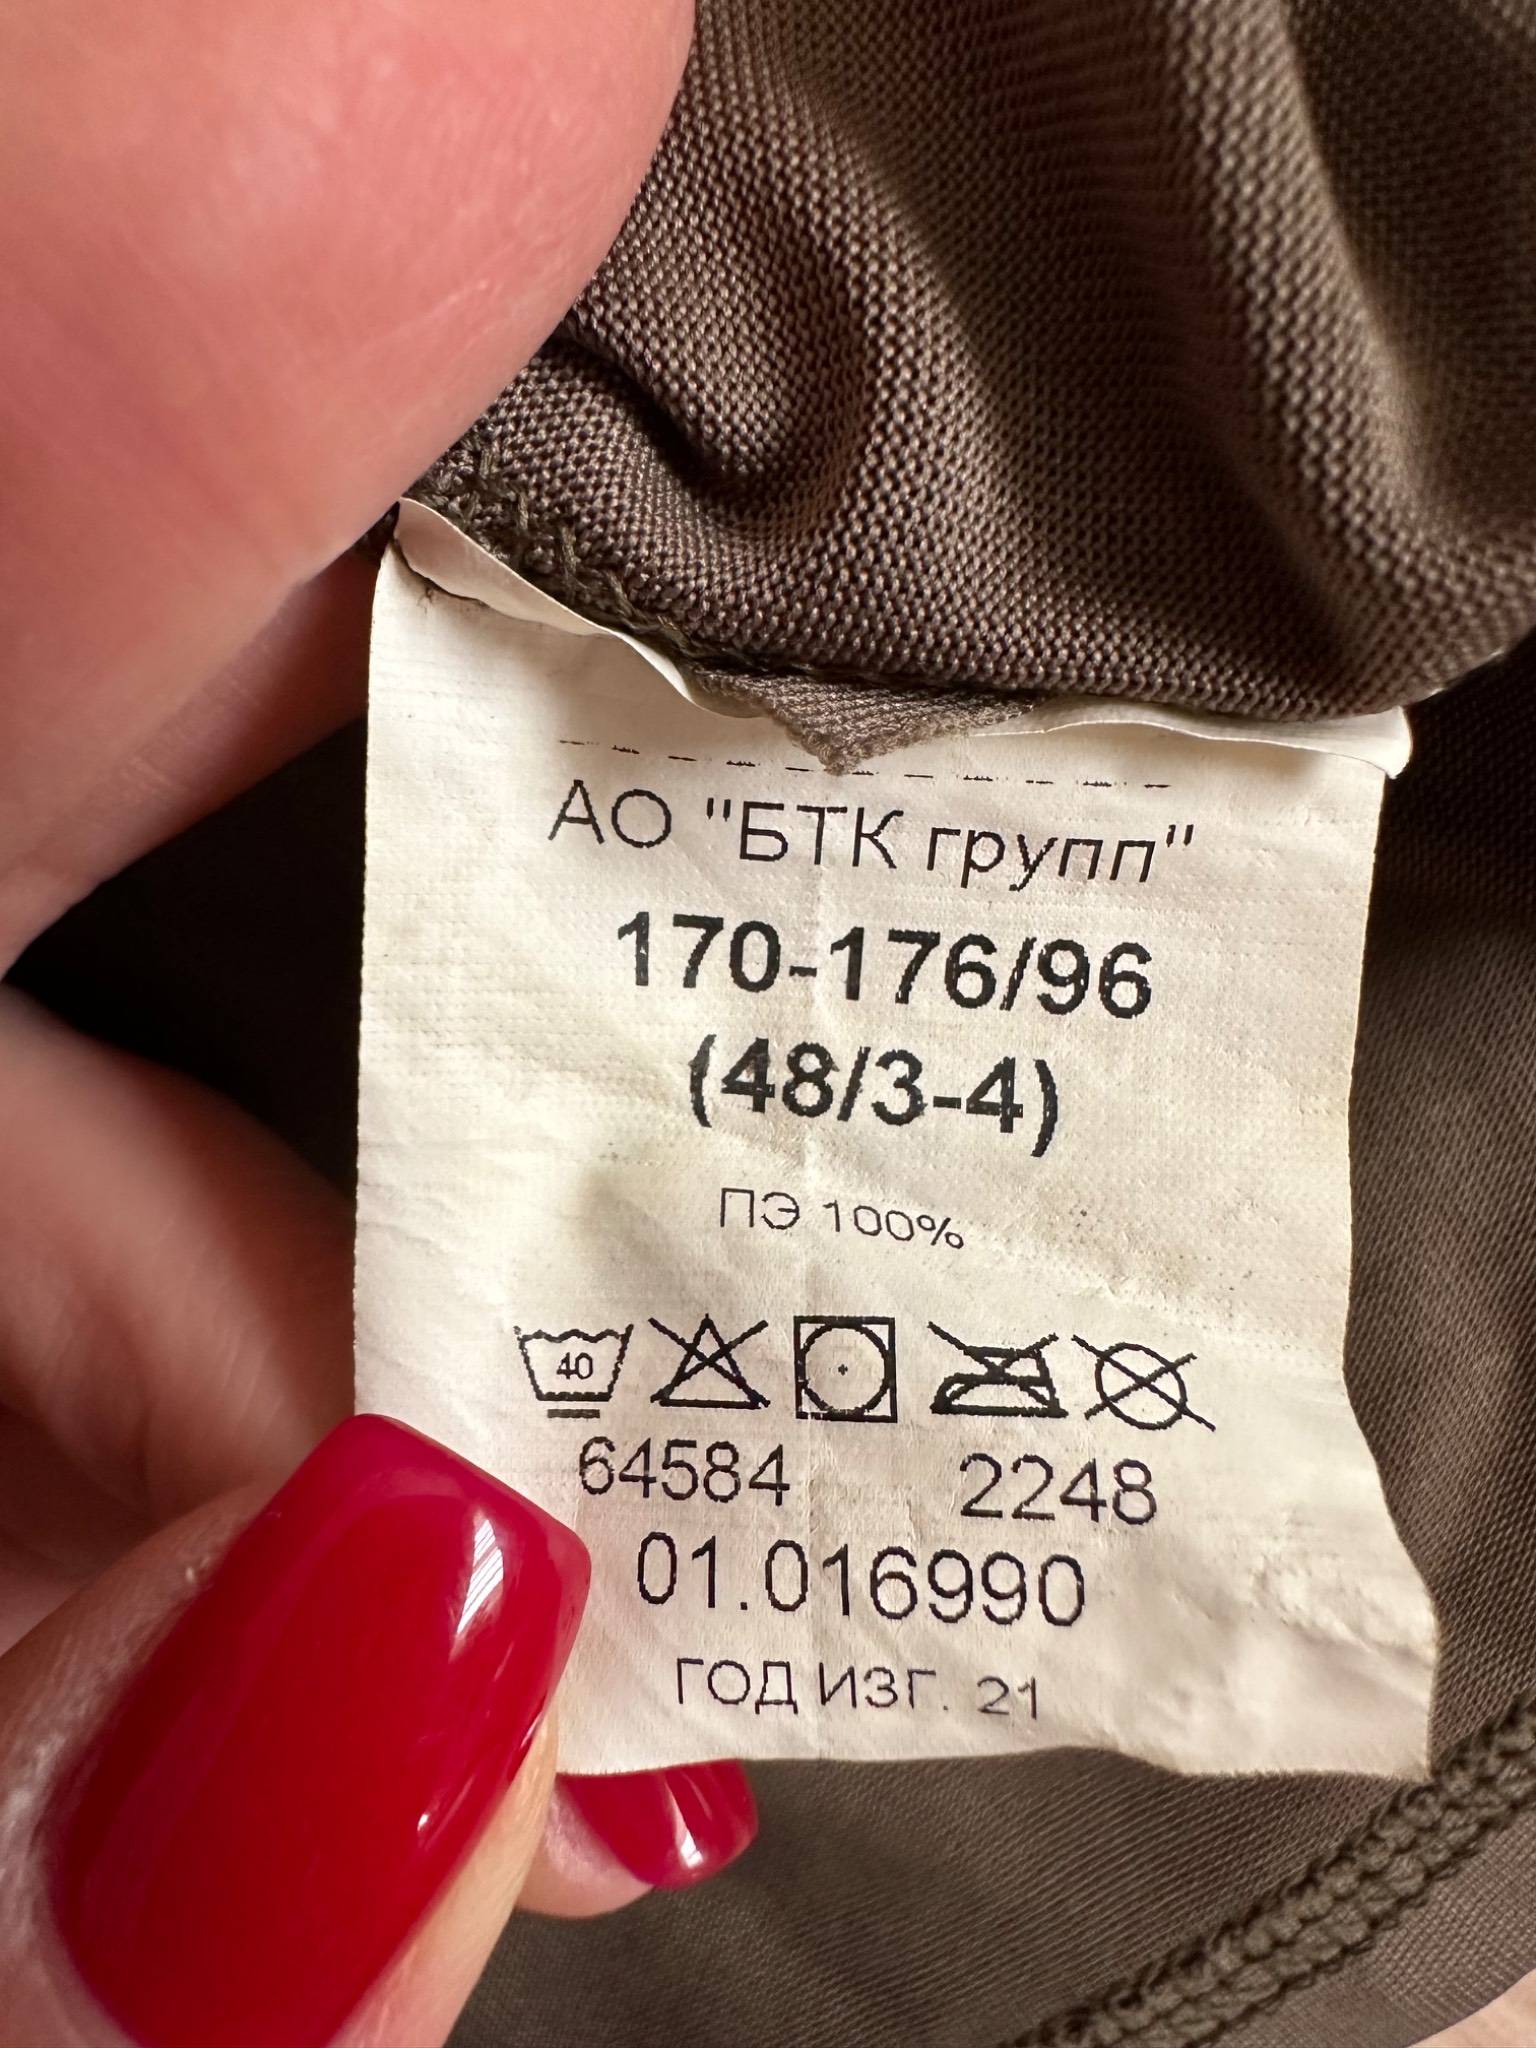 АО "БТК групп"
170-176/96
(48/3-4)
ПЭ 100%
40
64584 2248
01.016990
ГОД ИЗГ. 21